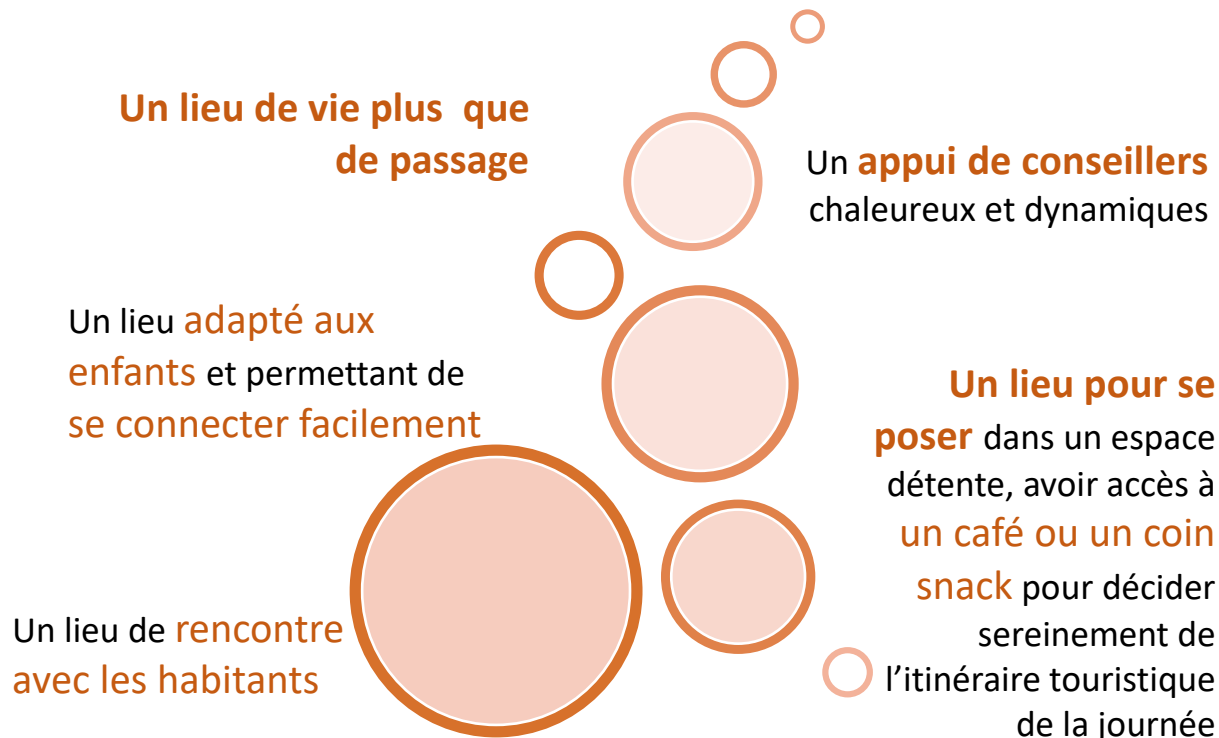 Un lieu de vie plus que
de passage
Un appui de conseillers
chaleureux et dynamiques
Un lieu adapté aux
enfants et permettant de
se connecter facilement
Un lieu pour se
poser dans un espace
détente, avoir accès à
un café ou un coin
snack pour décider
sereinement de
l’itinéraire touristique
de la journée
Un lieu de rencontre
avec les habitants